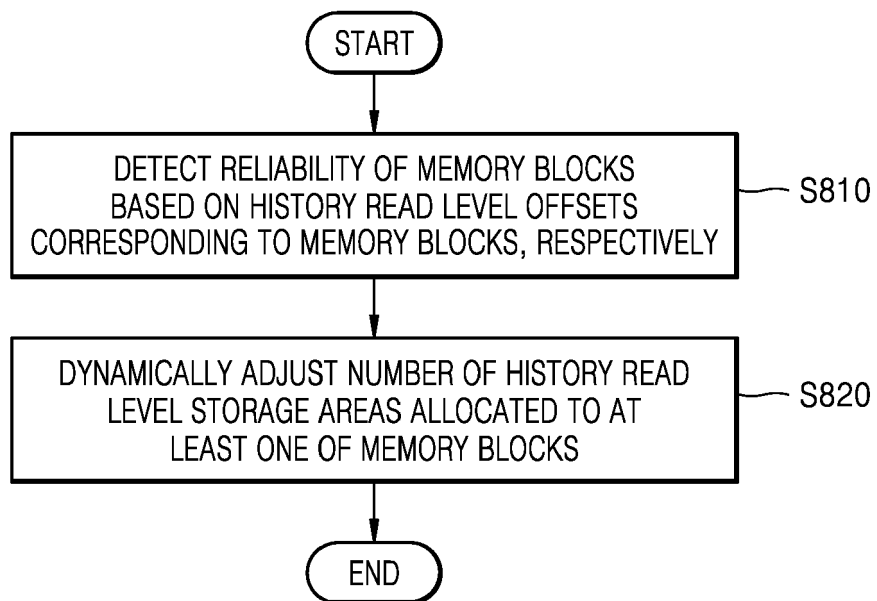 START
DETECT RELIABILITY OF MEMORY BLOCKS
BASED ON HISTORY READ LEVEL OFFSETS
CORRESPONDING TO MEMORY BLOCKS, RESPECTIVELY
S810
DYNAMICALLY ADJUST NUMBER OF HISTORY READ
LEVEL STORAGE AREAS ALLOCATED TO AT
LEAST ONE OF MEMORY BLOCKS
S820
END